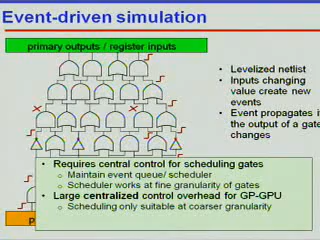 Event-driven simulation
primary outputs / register inputs
Levelized netlist
Inputs changing
value create new
events
Event propagates
the output of a gate
changes
Requires central control for scheduling gates
Maintain event queue/ scheduler
Scheduler works at fine granularity of gates
Large centralized control overhead for GP-GPU
Scheduling only suitable at coarser granularity